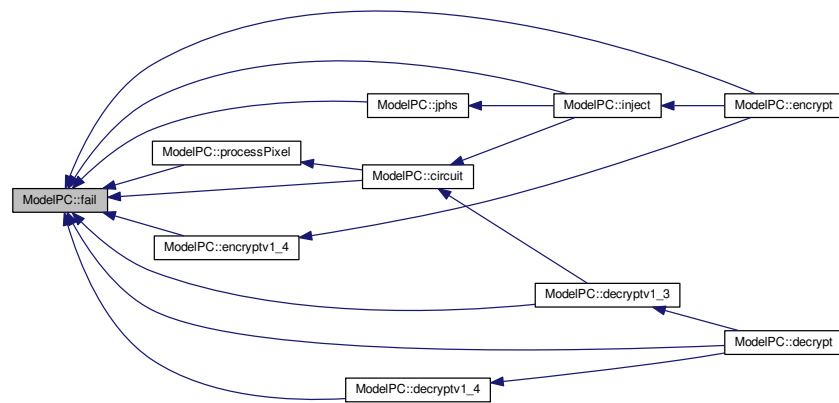 ModelPC::jphs
ModelPC::inject
ModelPC::encrypt
ModelPC::processPixel
ModelPC::circuit
ModelPC::fail
ModelPC::encryptv1_4
ModelPC::decryptv1_3
ModelPC::decrypt
ModelPC::decryptv1_4